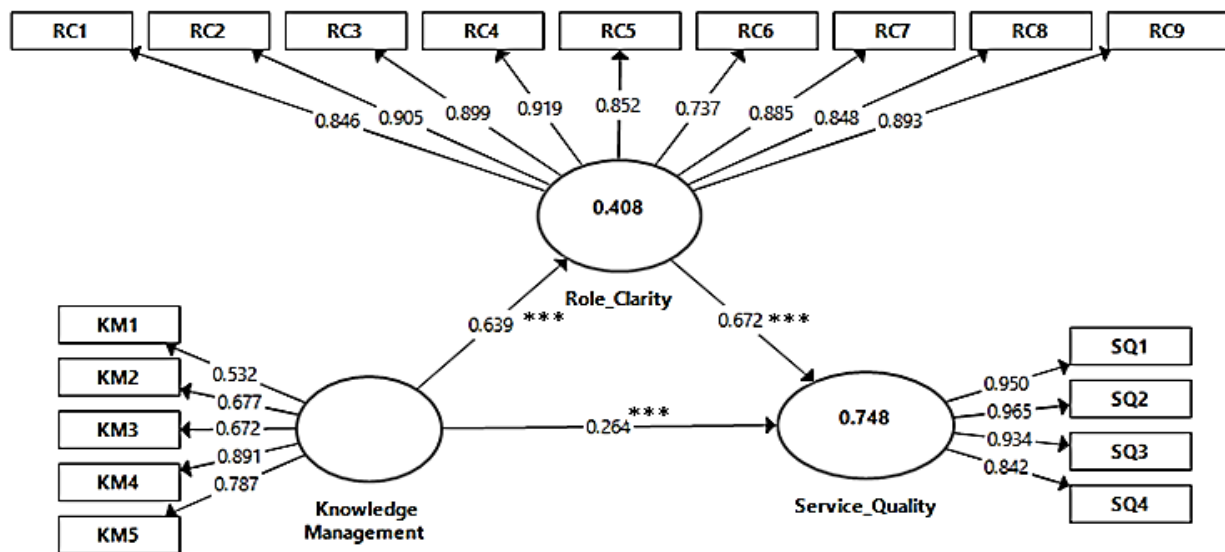 RC1 RC2 RC3 RC4 RC5 RC6 RC7 RC8 RC9
0.846 0.905 0.899 0.919 0.852 0.737 0.885 0.848 0.893
0.408
Role_Clarity
0.639 ***
0.672 ***
KM1
KM2
KM3
KM4
KM5
0.532
0.677
0.672
0.891
0.787
Knowledge
Management
***
0.264
0.748
Service_Quality
0.950
0.965
0.934
0.842
SQ1
SQ2
SQ3
SQ4